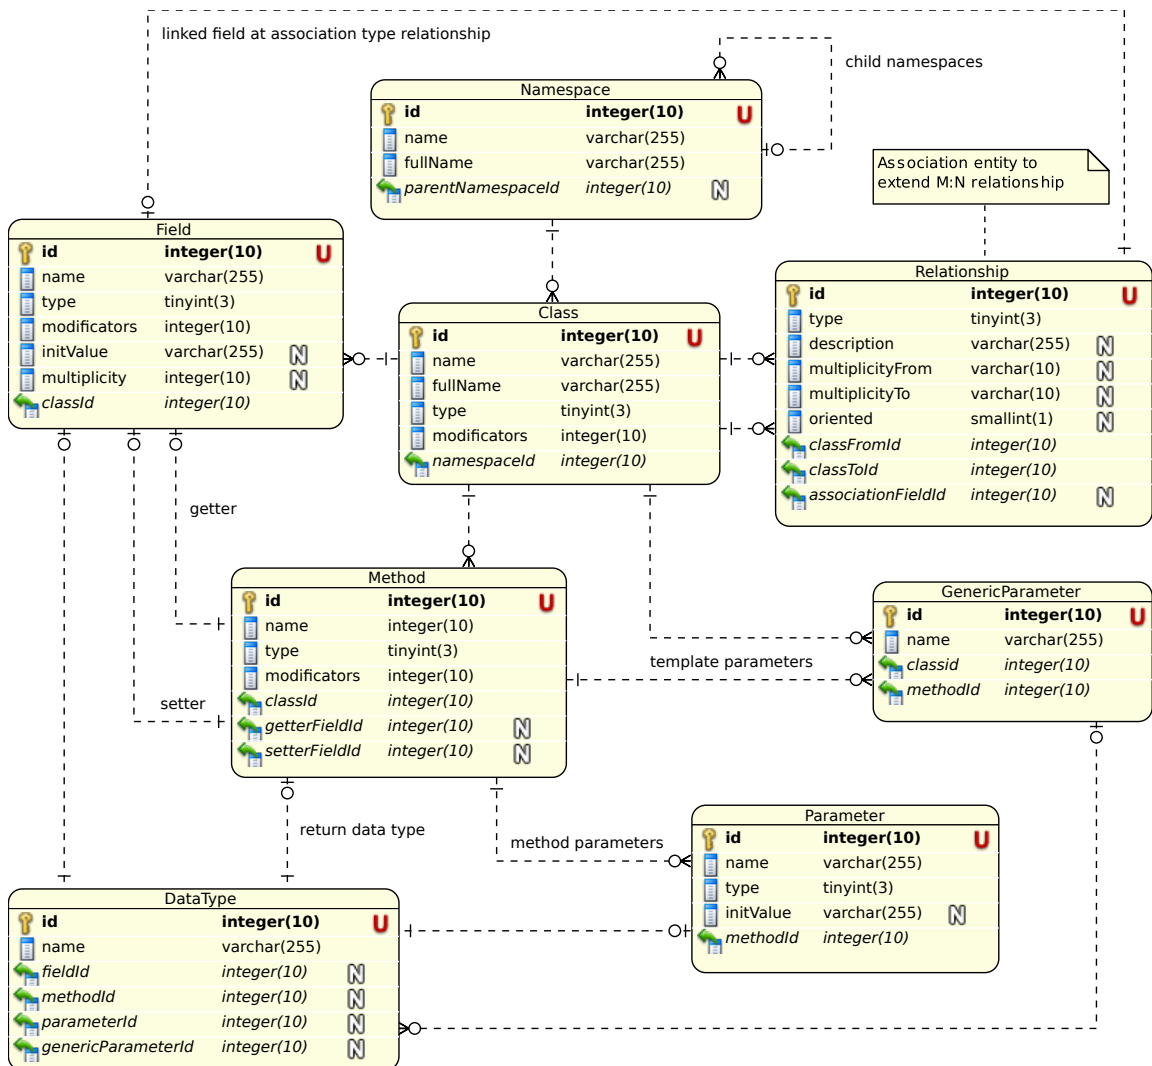 linked field at association type relationship
child namespaces
Namespace
id integer(10) U
name varchar(255)
fullName varchar(255)
parentNamespaceId integer(10) N
Association entity to
extend M:N relationship
Field
id integer(10) U
name varchar(255)
type tinyint(3)
modificators integer(10)
initValue varchar(255) N
multiplicity integer(10) N
classId integer(10)
Class
id integer(10) U
name varchar(255)
fullName varchar(255)
type tinyint(3)
modificators integer(10)
namespaceId integer(10)
Relationship
id integer(10) U
type tinyint(3)
description varchar(255) N
multiplicityFrom varchar(10) N
multiplicityTo varchar(10) N
oriented smallint(1) N
classFromId integer(10)
classToId integer(10)
associationFieldId integer(10) N
getter
setter
Method
id integer(10) U
name integer(10)
type tinyint(3)
modificators integer(10)
classId integer(10)
getterFieldId integer(10) N
setterFieldId integer(10) N
template parameters
GenericParameter
id integer(10) U
name varchar(255)
classid integer(10)
methodId integer(10)
return data type
method parameters
Parameter
id integer(10) U
name varchar(255)
type tinyint(3)
initValue varchar(255) N
methodId integer(10)
DataType
id integer(10) U
name varchar(255)
fieldId integer(10) N
methodId integer(10) N
parameterId integer(10) N
genericParameterId integer(10) N